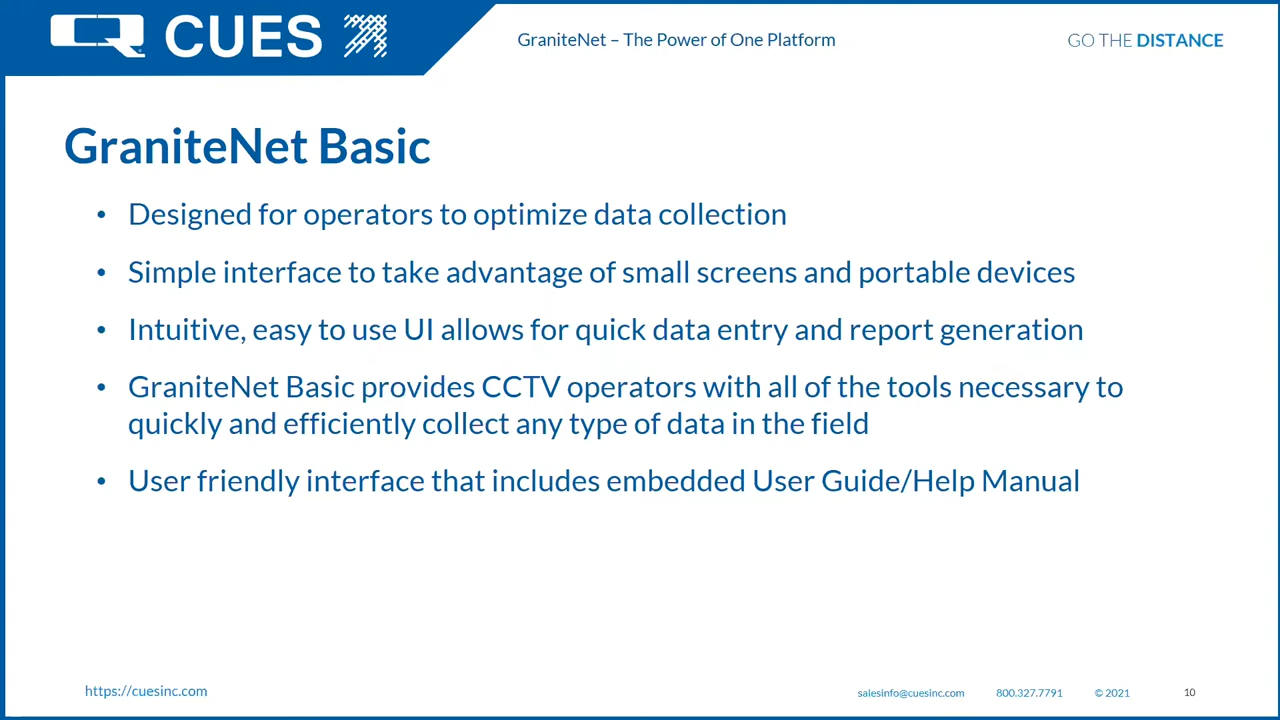 CUES
GraniteNet – The Power of One Platform
GO THE DISTANCE
GraniteNet Basic
• Designed for operators to optimize data collection
• Simple interface to take advantage of small screens and portable devices
• Intuitive, easy to use UI allows for quick data entry and report generation
• GraniteNet Basic provides CCTV operators with all of the tools necessary to
quickly and efficiently collect any type of data in the field
• User friendly interface that includes embedded User Guide/Help Manual
https://cuesinc.com
salesinfo@cuesinc.com
800.327.7791
© 2021
10